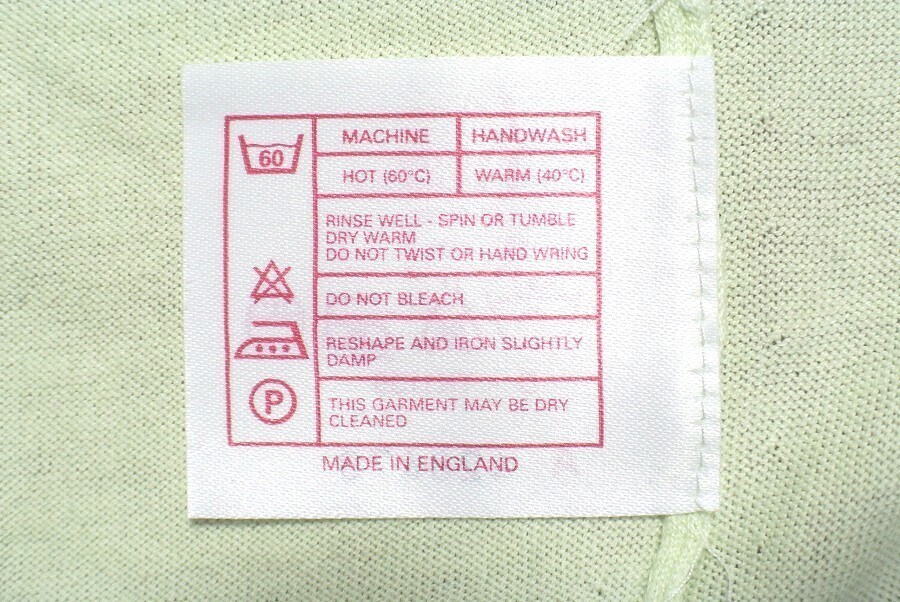 60
MACHINE HANDWASH
HOT (60°C) WARM (40°C)
RINSE WELL - SPIN OR TUMBLE
DRY WARM
DO NOT TWIST OR HAND WRING
DO NOT BLEACH
RESHAPE AND IRON SLIGHTLY
DAMP
P
THIS GARMENT MAY BE DRY
CLEANED
MADE IN ENGLAND